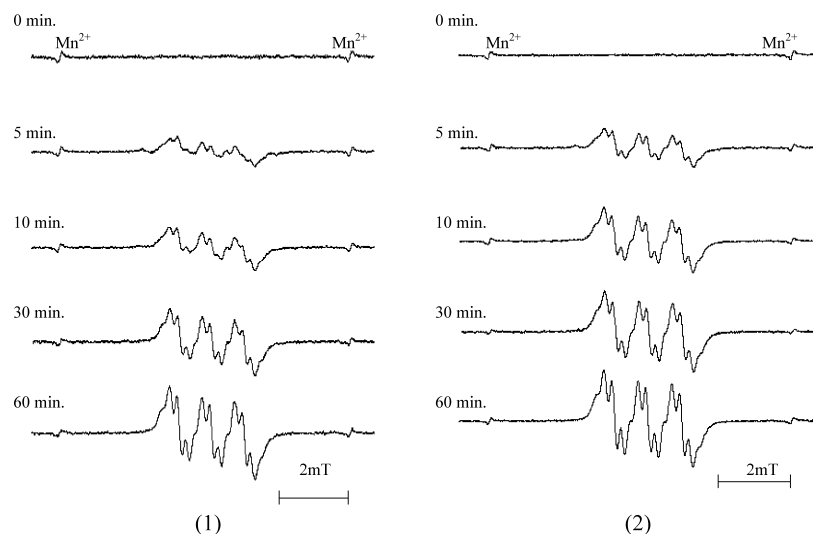 0 min.
Mn²⁺ Mn²⁺
5 min.
10 min.
30 min.
60 min.
2mT
(1)
0 min.
Mn²⁺ Mn²⁺
5 min.
10 min.
30 min.
60 min.
2mT
(2)